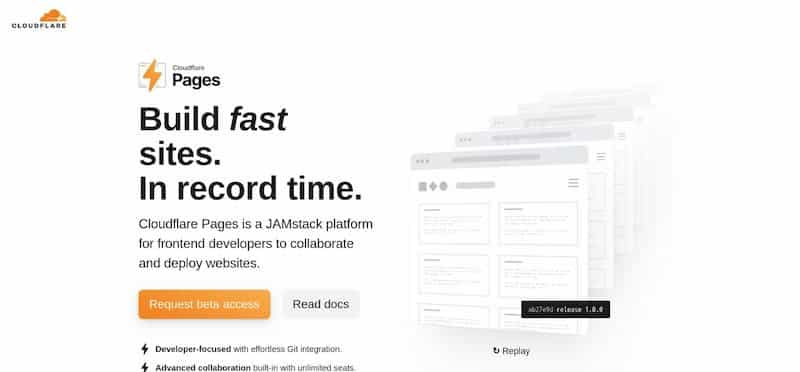 CLOUDFLARE
Cloudflare
Pages
Build fast
sites.
In record time.
Cloudflare Pages is a JAMstack platform
for frontend developers to collaborate
and deploy websites.
Request beta access
Read docs
Developer-focused with effortless Git integration.
Advanced collaboration built-in with unlimited seats.
ab27e9d release 1.0.0
↻ Replay